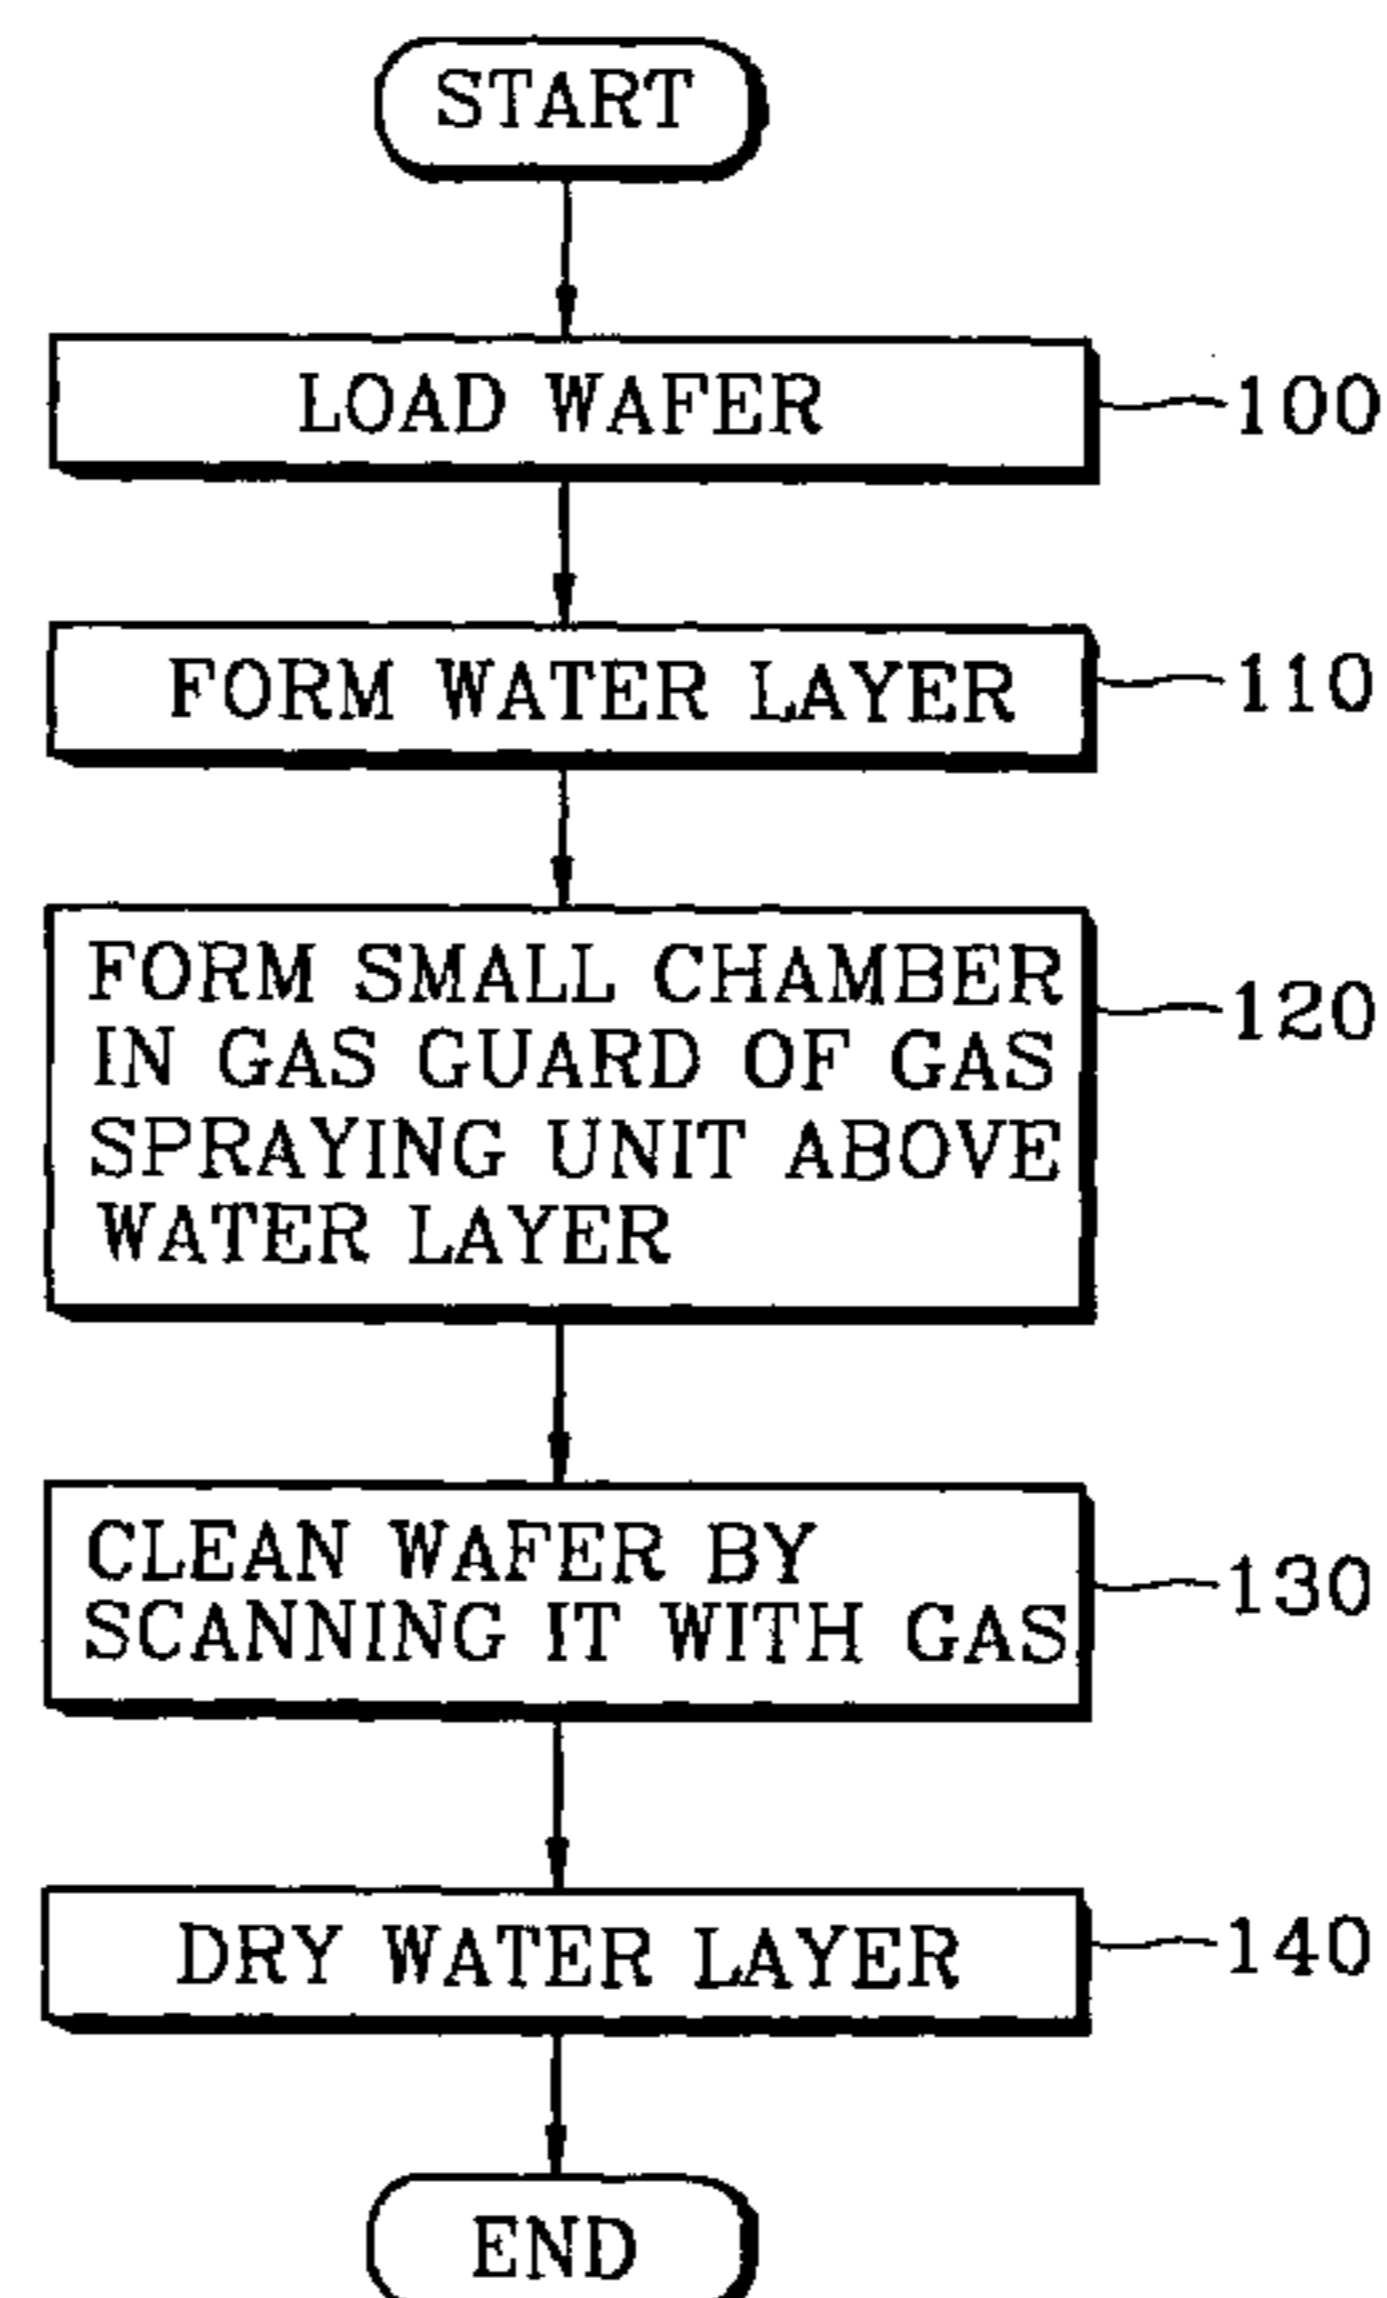 START
LOAD WAFER
100
FORM WATER LAYER
110
FORM SMALL CHAMBER
IN GAS GUARD OF GAS
SPRAYING UNIT ABOVE
WATER LAYER
120
CLEAN WAFER BY
SCANNING IT WITH GAS
130
DRY WATER LAYER
140
END